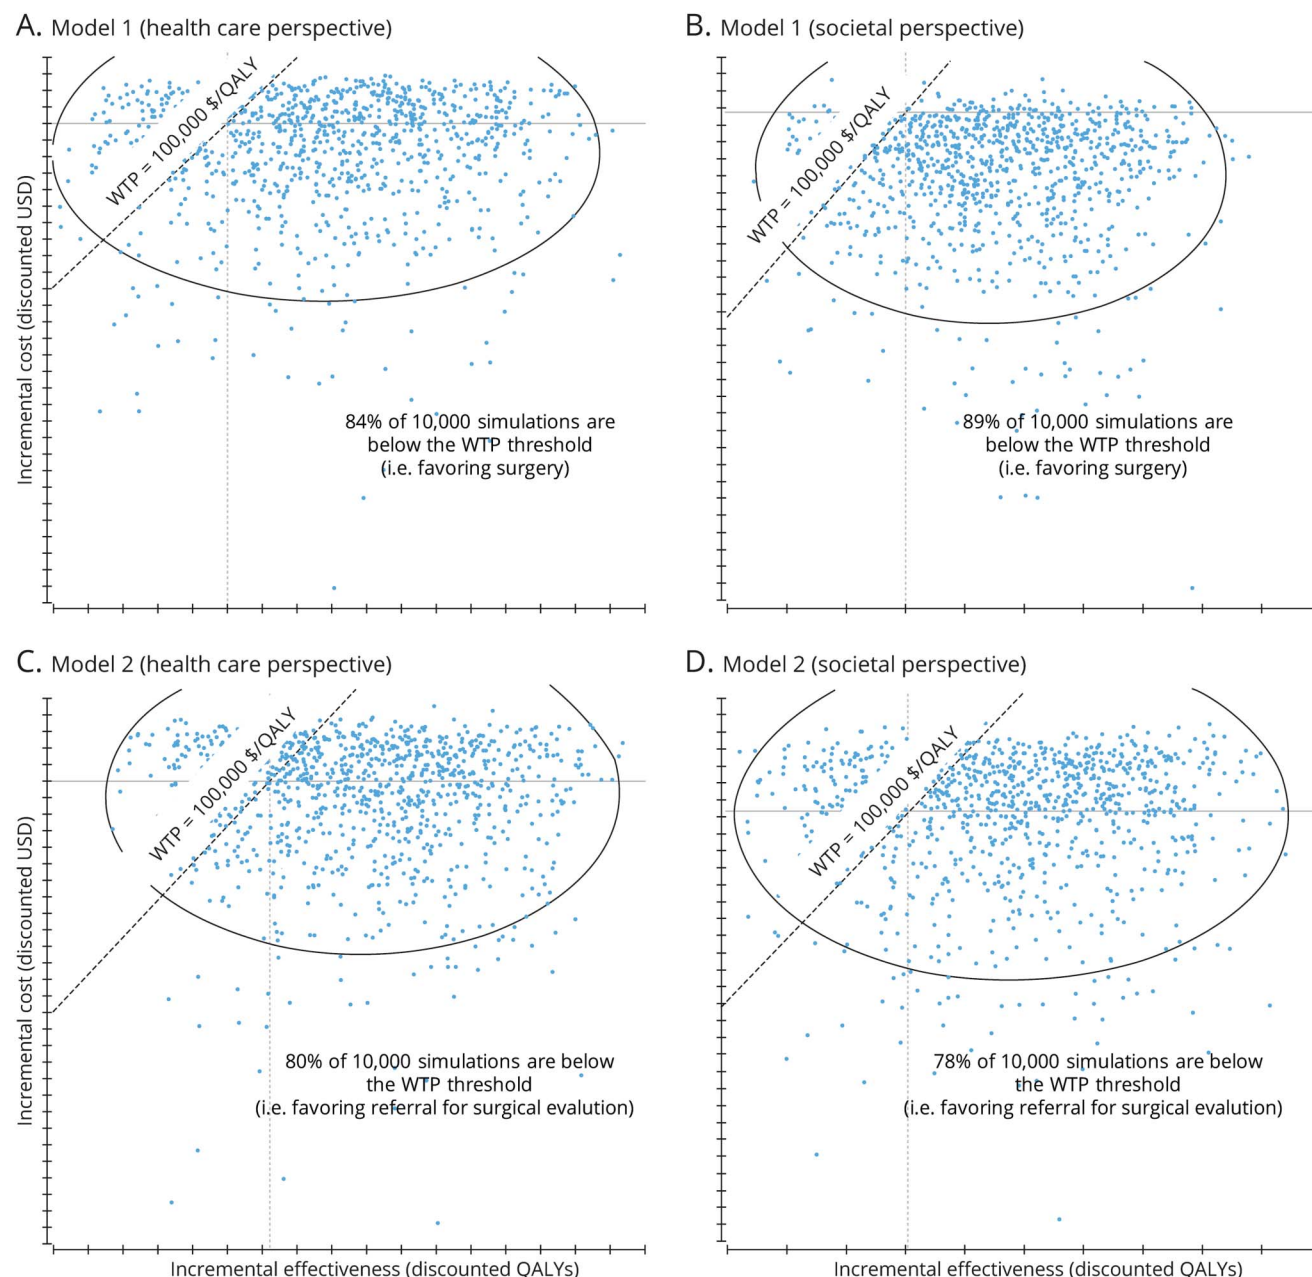 A. Model 1 (health care perspective)
WTP = 100,000 $/QALY
Incremental cost (discounted USD)
84% of 10,000 simulations are
below the WTP threshold
(i.e. favoring surgery)
B. Model 1 (societal perspective)
WTP = 100,000 $/QALY
89% of 10,000 simulations are
below the WTP threshold
(i.e. favoring surgery)
C. Model 2 (health care perspective)
WTP = 100,000 $/QALY
Incremental cost (discounted USD)
80% of 10,000 simulations are below
the WTP threshold
(i.e. favoring referral for surgical evalution)
Incremental effectiveness (discounted QALYs)
D. Model 2 (societal perspective)
WTP = 100,000 $/QALY
78% of 10,000 simulations are below
the WTP threshold
(i.e. favoring referral for surgical evalution)
Incremental effectiveness (discounted QALYs)